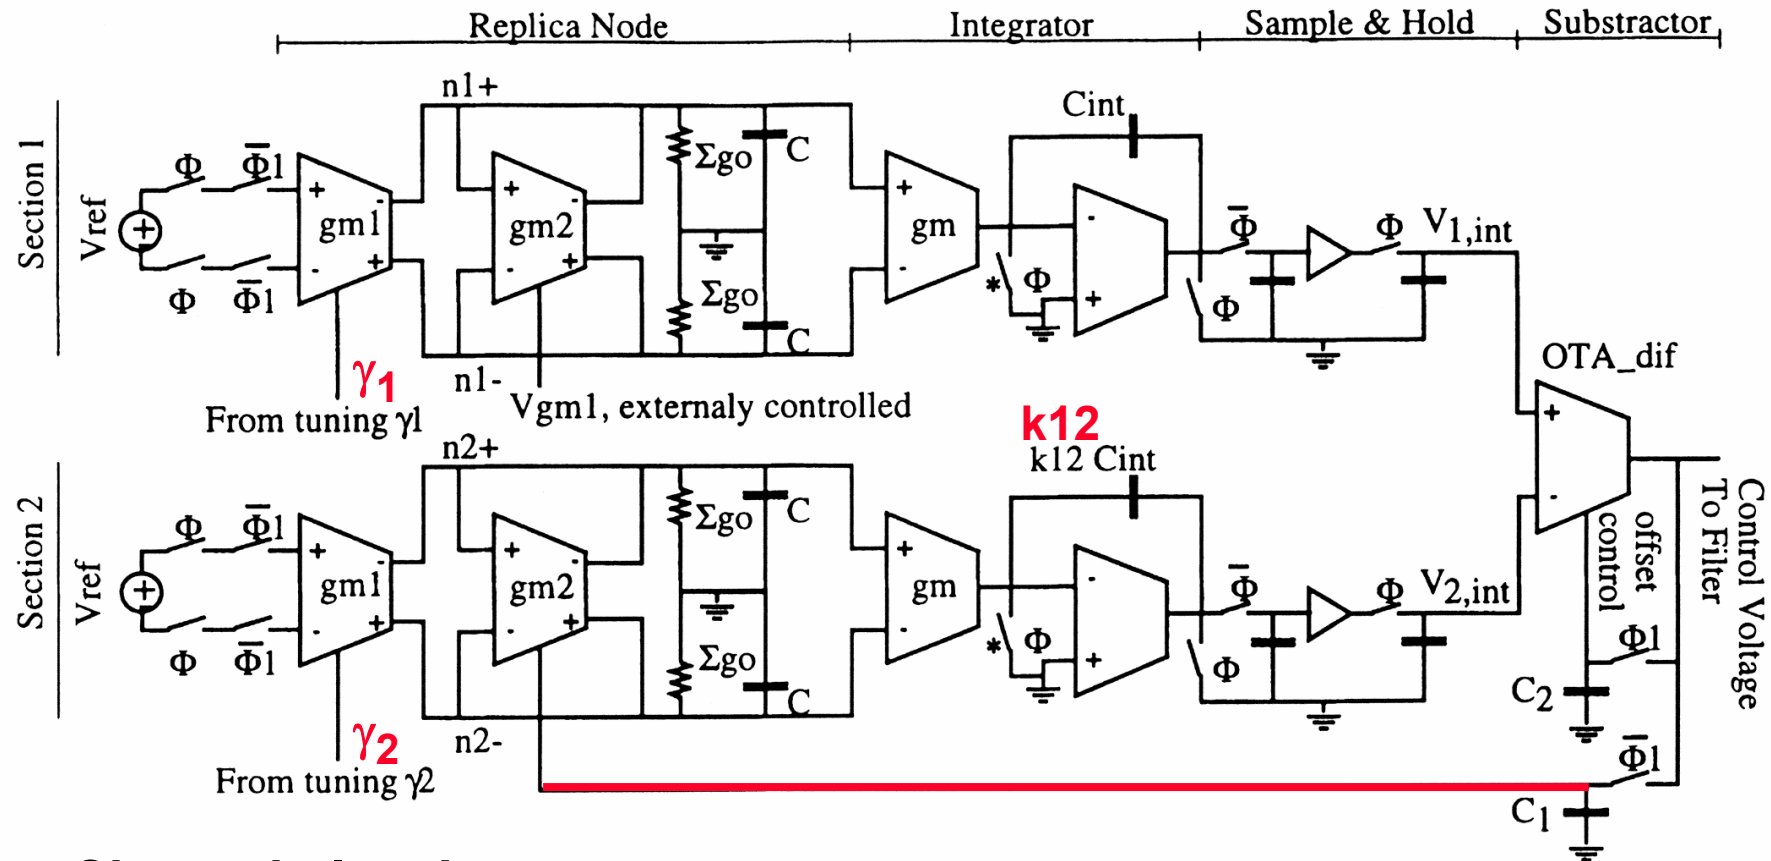 Replica Node
Integrator
Sample & Hold
Substractor
Section 1
Vref
Φ
Φ̅1
Φ
Φ̅1
+
-
gm1
-
+
n1+
n1-
+
-
gm2
-
+
Σgo
Σgo
C
C
+
-
gm
Cint
*
Φ
-
+
Φ̅
Φ
Φ
V1,int
γ1
From tuning γ1
Vgm1, externaly controlled
OTA_dif
+
-
Section 2
Vref
Φ
Φ̅1
Φ
Φ̅1
+
-
gm1
-
+
n2+
n2-
+
-
gm2
-
+
Σgo
Σgo
C
C
+
-
gm
k12
k12 Cint
*
Φ
-
+
Φ̅
Φ
Φ
V2,int
γ2
From tuning γ2
offset
control
Φ1
C2
Φ̅1
C1
Control Voltage
To Filter